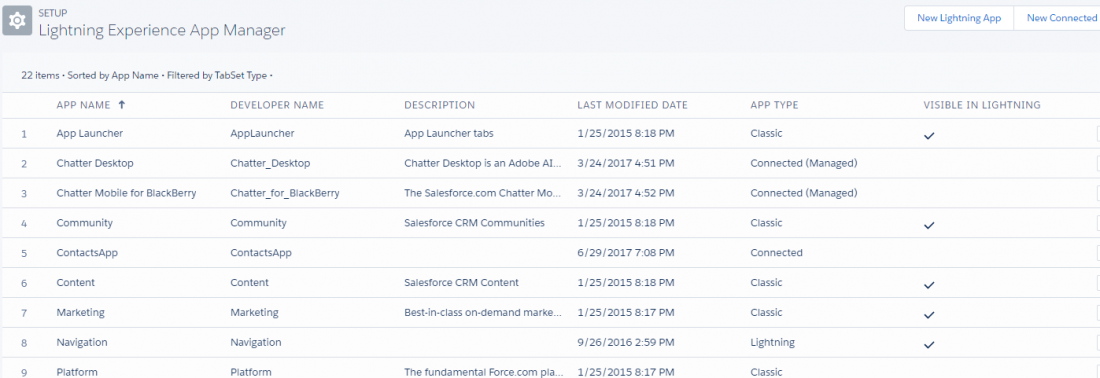 SETUP
Lightning Experience App Manager
New Lightning App New Connected
22 items • Sorted by App Name • Filtered by TabSet Type •
APP NAME ↑ DEVELOPER NAME DESCRIPTION LAST MODIFIED DATE APP TYPE VISIBLE IN LIGHTNING
1 App Launcher AppLauncher App Launcher tabs 1/25/2015 8:18 PM Classic ✓
2 Chatter Desktop Chatter_Desktop Chatter Desktop is an Adobe AI... 3/24/2017 4:51 PM Connected (Managed)
3 Chatter Mobile for BlackBerry Chatter_for_BlackBerry The Salesforce.com Chatter Mo... 3/24/2017 4:52 PM Connected (Managed)
4 Community Community Salesforce CRM Communities 1/25/2015 8:18 PM Classic ✓
5 ContactsApp ContactsApp 6/29/2017 7:08 PM Connected
6 Content Content Salesforce CRM Content 1/25/2015 8:18 PM Classic ✓
7 Marketing Marketing Best-in-class on-demand marke... 1/25/2015 8:17 PM Classic ✓
8 Navigation Navigation 9/26/2016 2:59 PM Lightning ✓
9 Platform Platform The fundamental Force.com pla... 1/25/2015 8:17 PM Classic